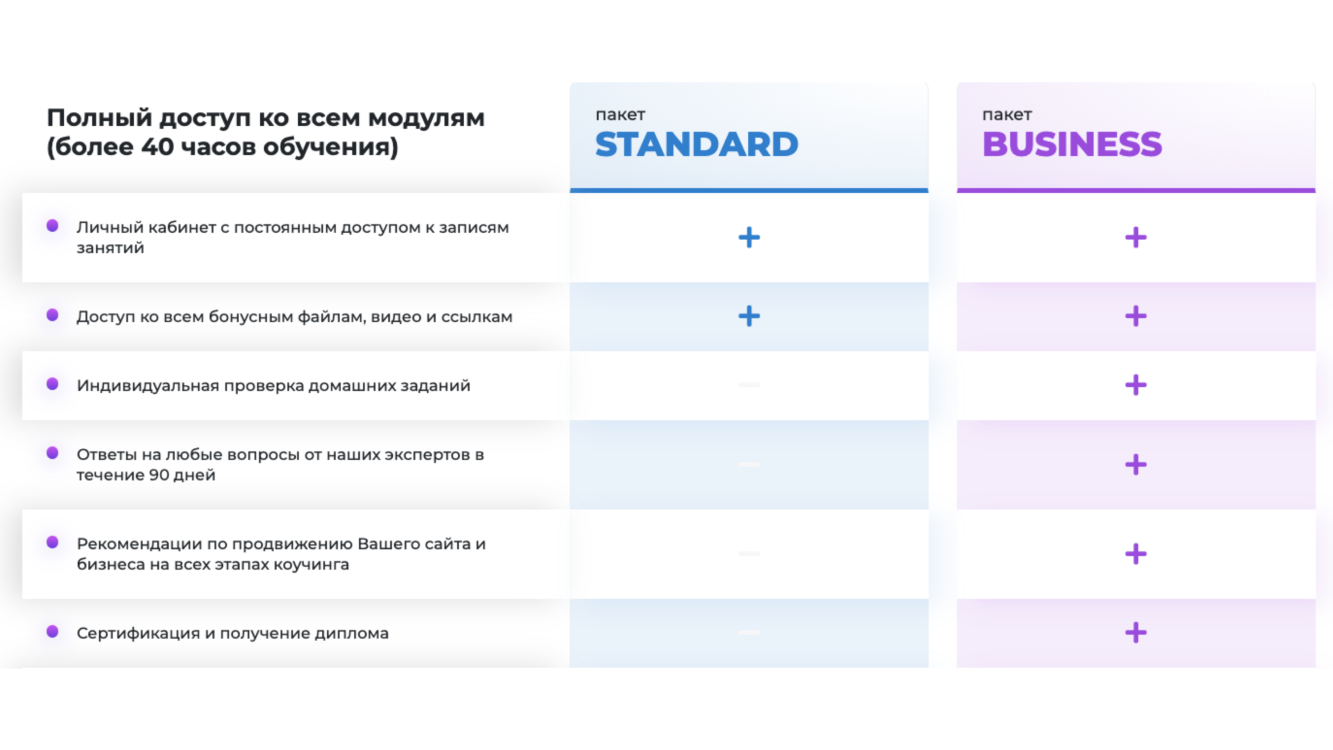 Полный доступ ко всем модулям
(более 40 часов обучения)
пакет
STANDARD
пакет
BUSINESS
Личный кабинет с постоянным доступом к записям
занятий
+
+
Доступ ко всем бонусным файлам, видео и ссылкам
+
+
Индивидуальная проверка домашних заданий
–
+
Ответы на любые вопросы от наших экспертов в
течение 90 дней
–
+
Рекомендации по продвижению Вашего сайта и
бизнеса на всех этапах коучинга
–
+
Сертификация и получение диплома
–
+